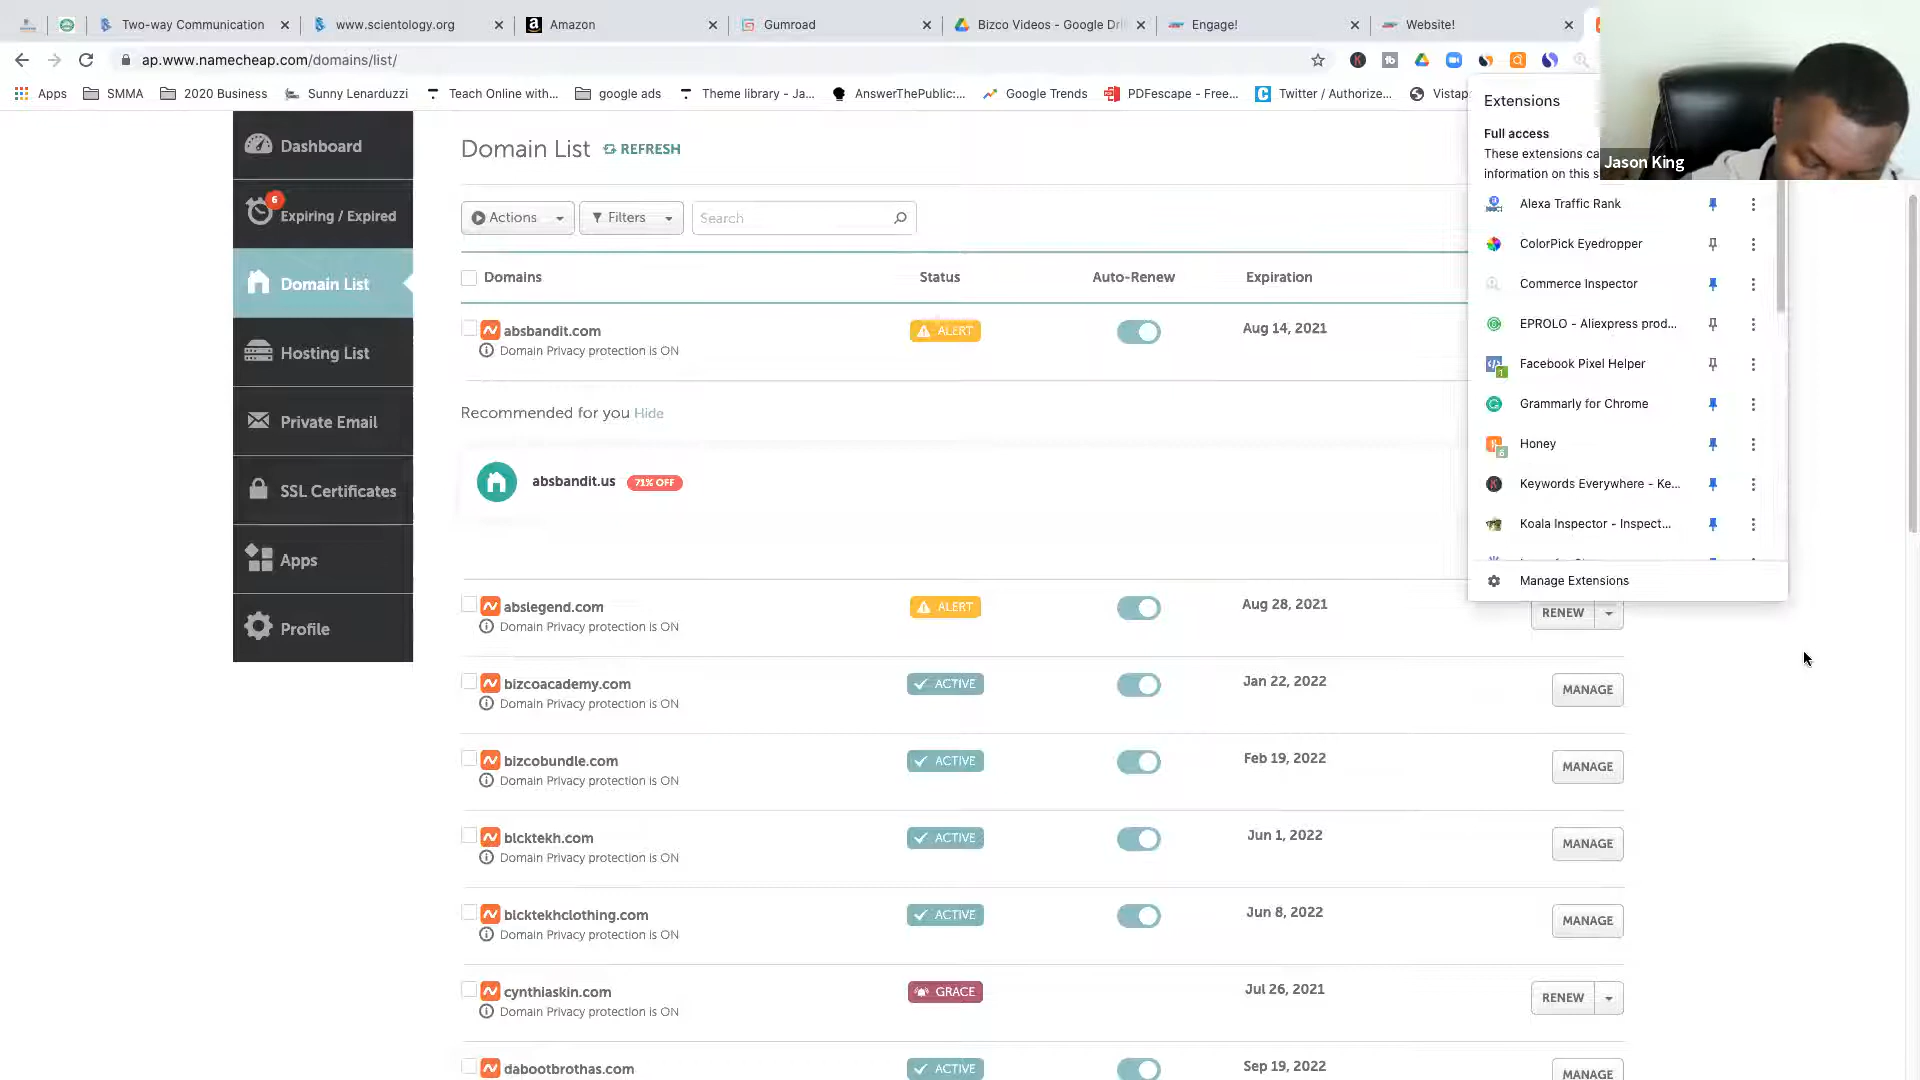 Two-way Communication
www.scientology.org
Amazon
Gumroad
Bizco Videos - Google Dri
Engage!
Website!
ap.www.namecheap.com/domains/list/
Apps
SMMA
2020 Business
Sunny Lenarduzzi
Teach Online with...
google ads
Theme library - Ja...
AnswerThePublic:...
Google Trends
PDFescape - Free...
Twitter / Authorize...
Vistap
Jason King
Extensions
Full access
These extensions ca
information on this s
Alexa Traffic Rank
ColorPick Eyedropper
Commerce Inspector
EPROLO - Aliexpress prod...
Facebook Pixel Helper
1
Grammarly for Chrome
Honey
6
Keywords Everywhere - Ke...
Koala Inspector - Inspect...
Manage Extensions
Dashboard
6
Expiring / Expired
Domain List
Hosting List
Private Email
SSL Certificates
Apps
Profile
Domain List REFRESH
Actions Filters Search
Domains Status Auto-Renew Expiration
absbandit.com ALERT Aug 14, 2021
Domain Privacy protection is ON
Recommended for you Hide
absbandit.us 71% OFF
abslegend.com ALERT Aug 28, 2021 RENEW
Domain Privacy protection is ON
bizcoacademy.com ACTIVE Jan 22, 2022 MANAGE
Domain Privacy protection is ON
bizcobundle.com ACTIVE Feb 19, 2022 MANAGE
Domain Privacy protection is ON
blcktekh.com ACTIVE Jun 1, 2022 MANAGE
Domain Privacy protection is ON
blcktekhclothing.com ACTIVE Jun 8, 2022 MANAGE
Domain Privacy protection is ON
cynthiaskin.com GRACE Jul 26, 2021 RENEW
Domain Privacy protection is ON
dabootbrothas.com ACTIVE Sep 19, 2022 MANAGE